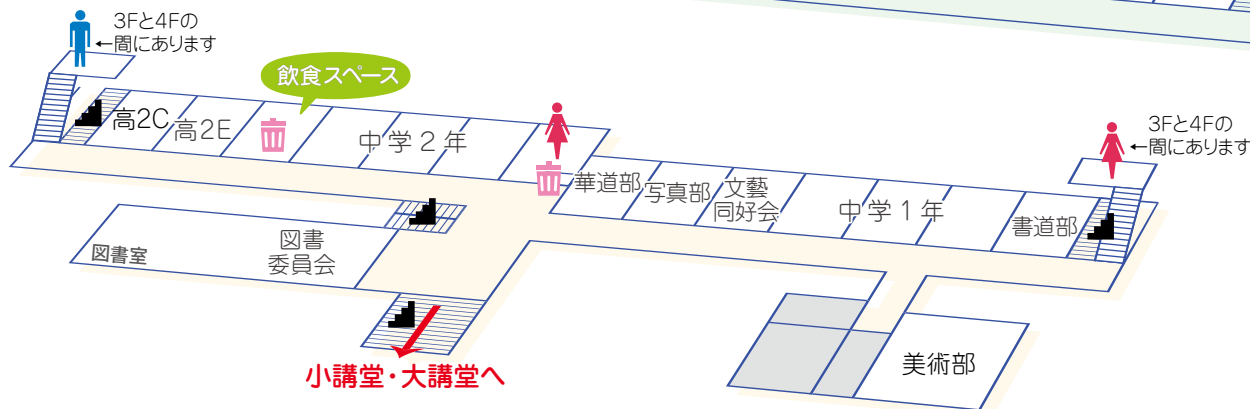 3Fと4Fの
←間にあります
飲食スペース
高2C
高2E
中学2年
華道部
写真部
文藝
同好会
中学1年
書道部
3Fと4Fの
←間にあります
図書室
図書
委員会
小講堂・大講堂へ
美術部